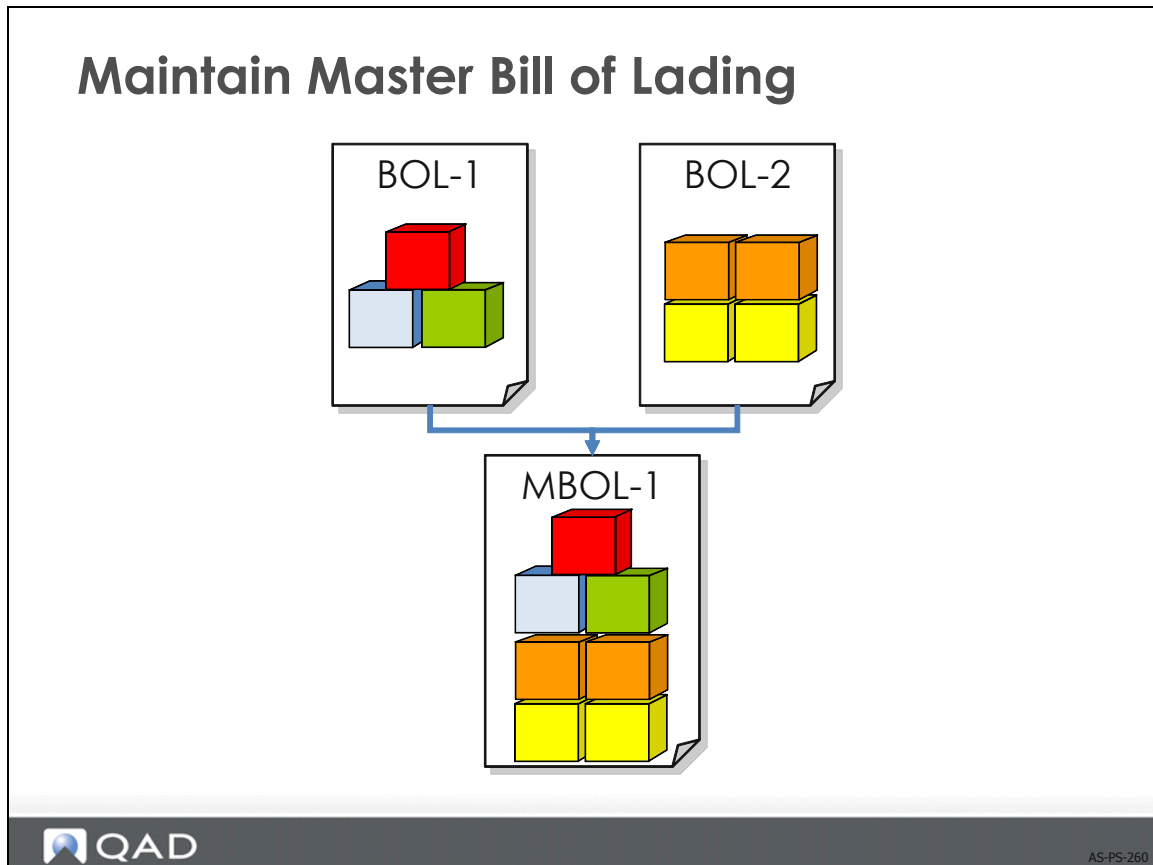 Maintain Master Bill of Lading
BOL-1
BOL-2
MBOL-1
QAD
AS-PS-260